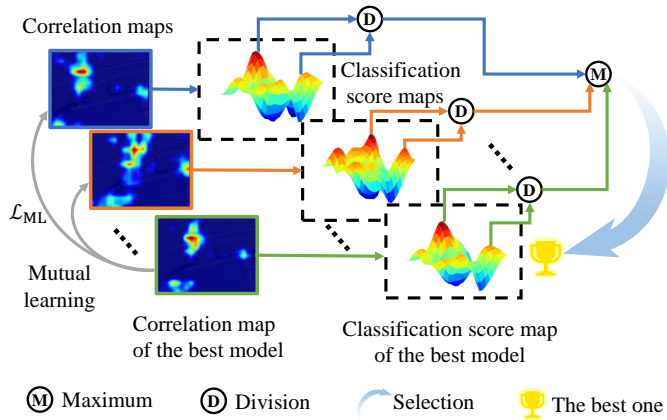 Correlation maps
D
Classification
score maps
M
D
D
ℒML
Mutual
learning
Correlation map
of the best model
Classification score map
of the best model
M Maximum
D Division
Selection
The best one